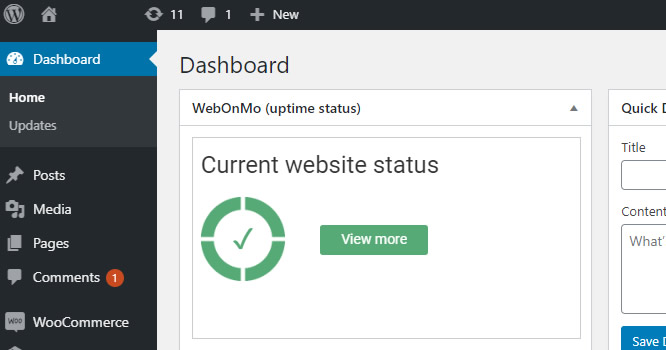 11 1 + New
Dashboard
Home
Updates
Posts
Media
Pages
Comments 1
WOO WooCommerce
Dashboard
WebOnMo (uptime status)
Current website status
View more
Quick D
Title
Content
What'
Save D